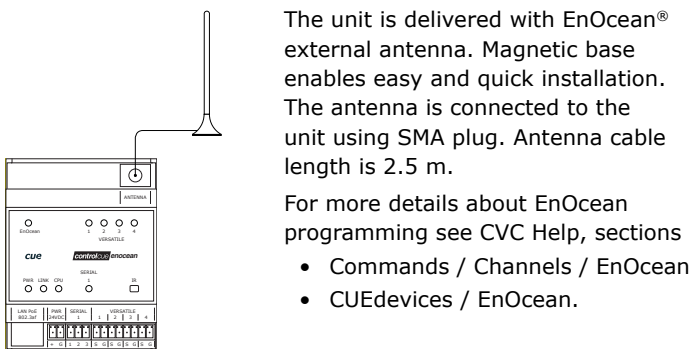 The unit is delivered with EnOcean®
external antenna. Magnetic base
enables easy and quick installation.
The antenna is connected to the
unit using SMA plug. Antenna cable
length is 2.5 m.
For more details about EnOcean
programming see CVC Help, sections
• Commands / Channels / EnOcean
• CUEdevices / EnOcean.
ANTENNA
EnOcean 1 2 3 4
VERSATILE
cue controlcue enocean
SERIAL
PWR LINK CPU 1 IR
LAN PoE PWR SERIAL VERSATILE
802.3af 24VDC 1 1 2 3 4
+ G 1 2 3 S G S G S G S G